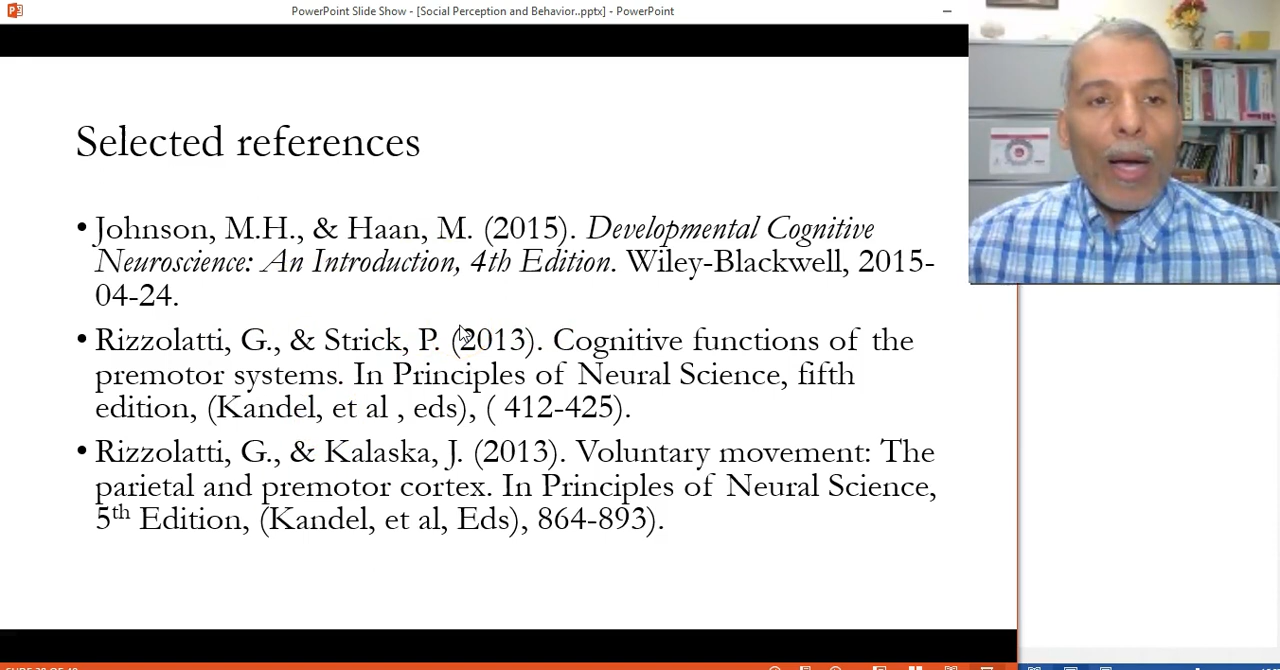 PowerPoint Slide Show - [Social Perception and Behavior..pptx] - PowerPoint
Selected references
• Johnson, M.H., & Haan, M. (2015). Developmental Cognitive
Neuroscience: An Introduction, 4th Edition. Wiley-Blackwell, 2015-
04-24.
• Rizzolatti, G., & Strick, P. (2013). Cognitive functions of the
premotor systems. In Principles of Neural Science, fifth
edition, (Kandel, et al , eds), ( 412-425).
• Rizzolatti, G., & Kalaska, J. (2013). Voluntary movement: The
parietal and premotor cortex. In Principles of Neural Science,
5th Edition, (Kandel, et al, Eds), 864-893).